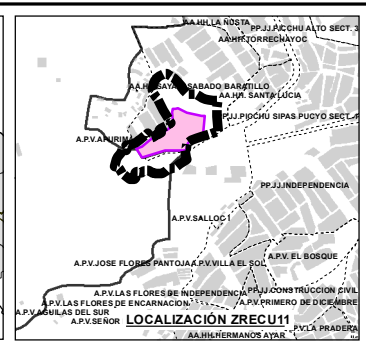 AA.HH.LA ÑUSTA
PP.JJ.PICCHU ALTO SECT. 3
AA.HH.TORRECHAYOC
SABADO BARATILLO
AA.HH. SANTA LUCIA
PP.JJ.PICCHU SIPAS PUCYO SECT.
A.P.V.APURIMA
PP.JJ.INDEPENDENCIA
A.P.V.SALLOC
A.P.V. EL BOSQUE
A.P.V.JOSE FLORES PANTOJA
A.P.V.VILLA EL SOL
A.P.V.LAS FLORES DE INDEPENDENCIA
PP.JJ.CONSTRUCCION CIVIL
A.P.V.LAS FLORES DE ENCARNACION
A.P.V.PRIMERO DE DICIEMBRE
A.P.V.AGUILAS DEL SUR
A.P.V.SEÑOR
LOCALIZACIÓN ZRECU11
LA PRADERA
AA.HH.HERMANOS AYAR